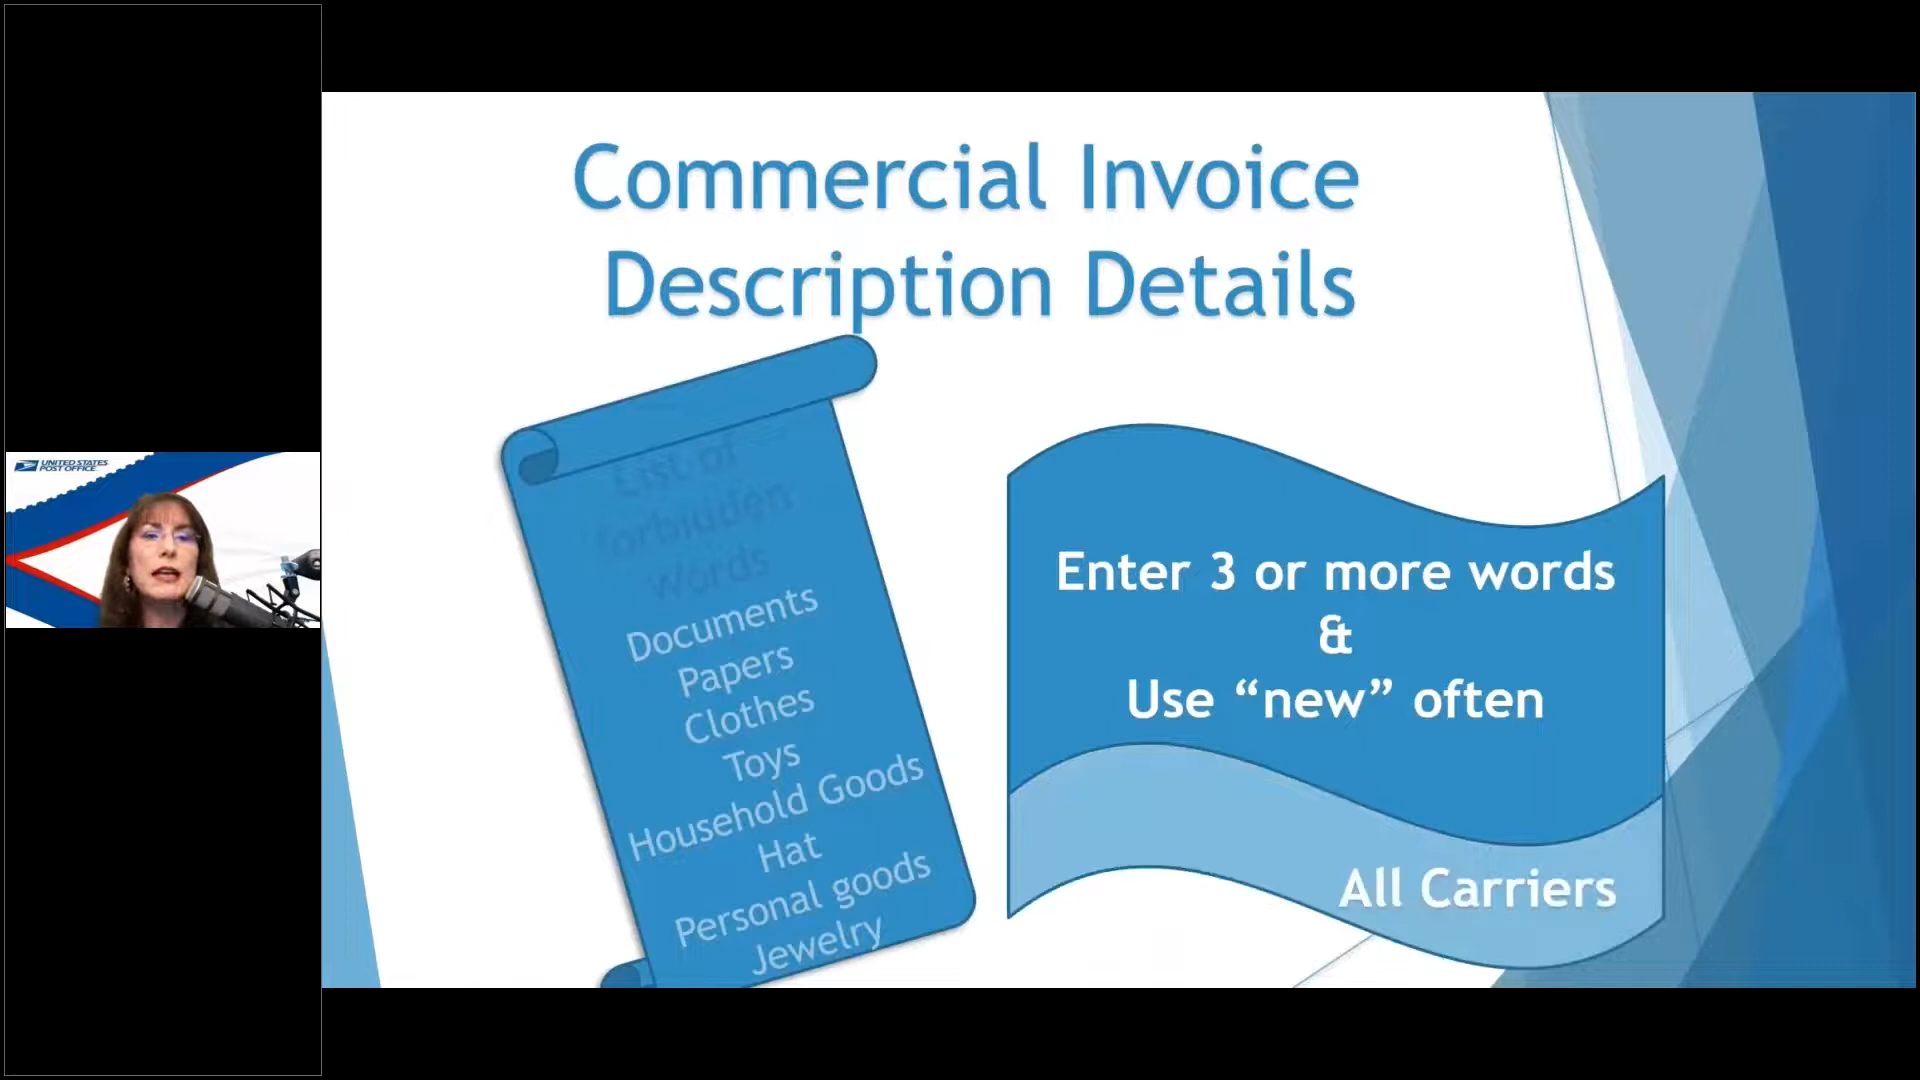 UNITED STATES
POST OFFICE
Commercial Invoice
Description Details
List of
forbidden
words
Documents
Papers
Clothes
Toys
Household Goods
Hat
Personal goods
Jewelry
Enter 3 or more words
&
Use “new” often
All Carriers